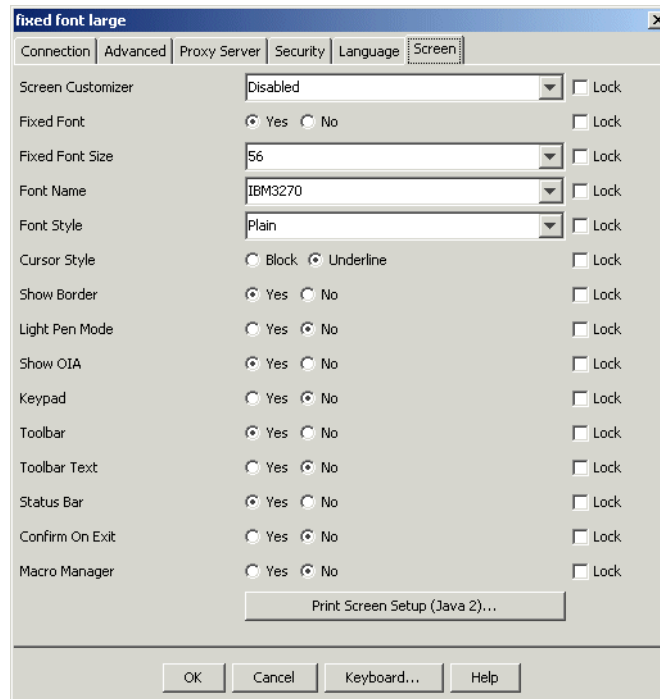 fixed font large
Connection Advanced Proxy Server Security Language Screen
Screen Customizer Disabled Lock
Fixed Font Yes No Lock
Fixed Font Size 56 Lock
Font Name IBM3270 Lock
Font Style Plain Lock
Cursor Style Block Underline Lock
Show Border Yes No Lock
Light Pen Mode Yes No Lock
Show OIA Yes No Lock
Keypad Yes No Lock
Toolbar Yes No Lock
Toolbar Text Yes No Lock
Status Bar Yes No Lock
Confirm On Exit Yes No Lock
Macro Manager Yes No Lock
Print Screen Setup (Java 2)...
OK Cancel Keyboard... Help